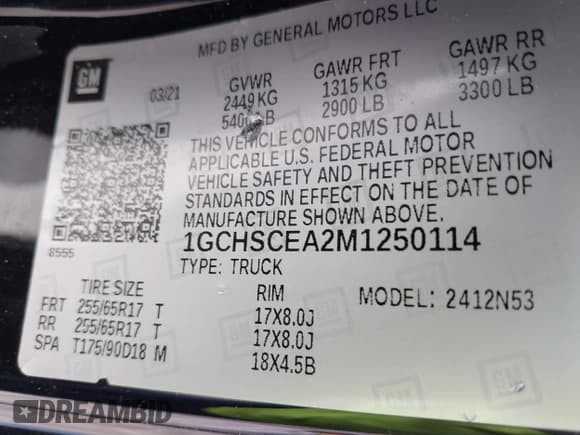 MFD BY GENERAL MOTORS LLC
GM
03/21 GVWR GAWR FRT GAWR RR
2449 KG 1315 KG 1497 KG
LB 2900 LB 3300 LB
THIS VEHICLE CONFORMS TO ALL
APPLICABLE U.S. FEDERAL MOTOR
VEHICLE SAFETY AND THEFT PREVENTION
STANDARDS IN EFFECT ON THE DATE OF
MANUFACTURE SHOWN ABOVE.
8555
1GCHSCEA2M1250114
TYPE: TRUCK
TIRE SIZE RIM MODEL: 2412N53
FRT 255/65R17 T 17X8.0J
RR 255/65R17 T 17X8.0J
SPA T175/90D18 M 18X4.5B
DREAMBID